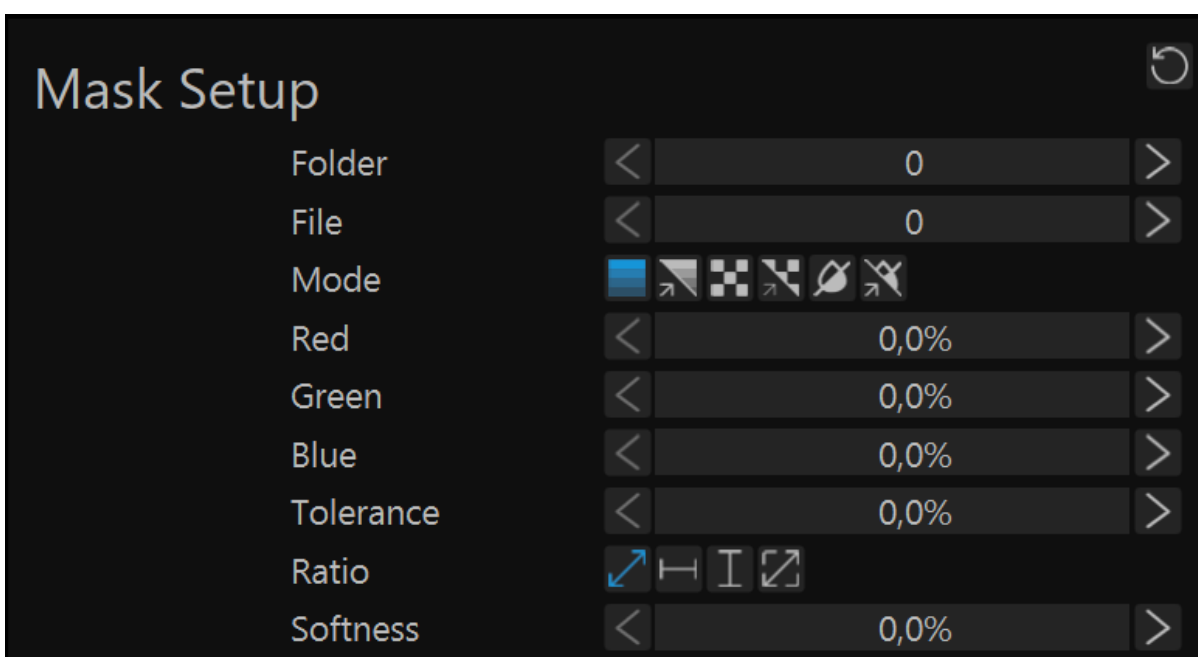 Mask Setup
Folder 0
File 0
Mode
Red 0,0%
Green 0,0%
Blue 0,0%
Tolerance 0,0%
Ratio
Softness 0,0%